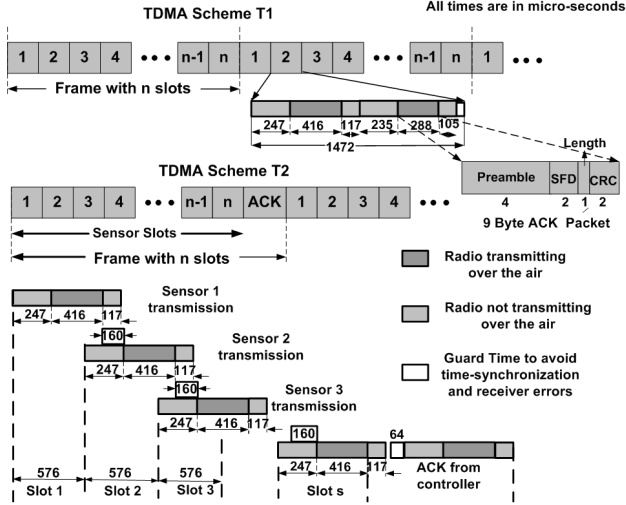 TDMA Scheme T1
All times are in micro-seconds
1 2 3 4 ●●● n-1 n 1 2 3 4 ●●● n-1 n 1 ●●●
Frame with n slots
247 416 117 235 288 105
1472
Length
TDMA Scheme T2
Preamble SFD CRC
4 2 1 2
9 Byte ACK Packet
1 2 3 4 ●●● n-1 n ACK 1 2 3 4 ●●●
Sensor Slots
Frame with n slots
Radio transmitting
over the air
Radio not transmitting
over the air
Guard Time to avoid
time-synchronization
and receiver errors
Sensor 1
transmission
247 416 117
160
Sensor 2
transmission
247 416 117
160
Sensor 3
transmission
247 416 117
160
64
247 416 117
ACK from
controller
576 576 576
Slot 1 Slot 2 Slot 3 Slot s